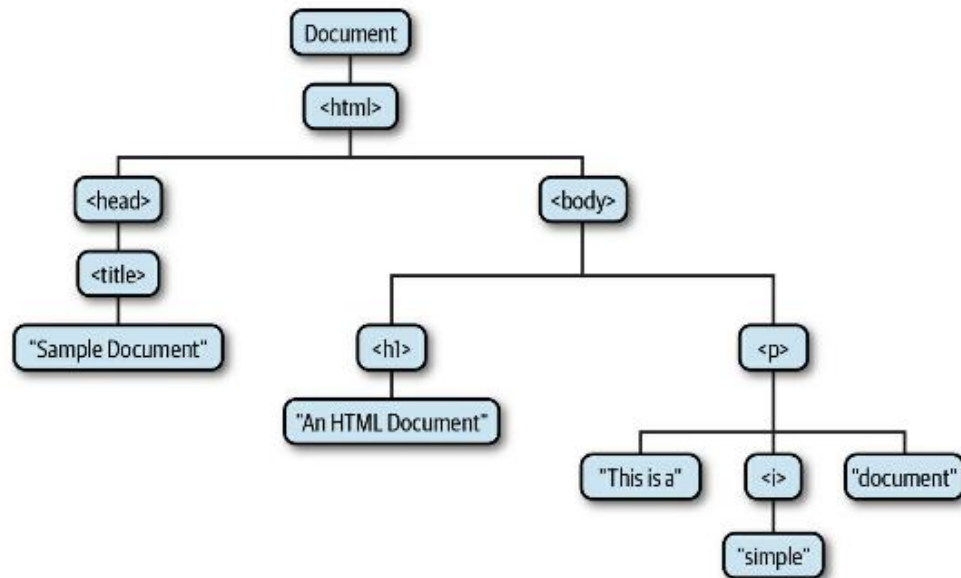 Document
<html>
<head>
<body>
<title>
"Sample Document"
<h1>
<p>
"An HTML Document"
"This is a"
<i>
"document"
"simple"